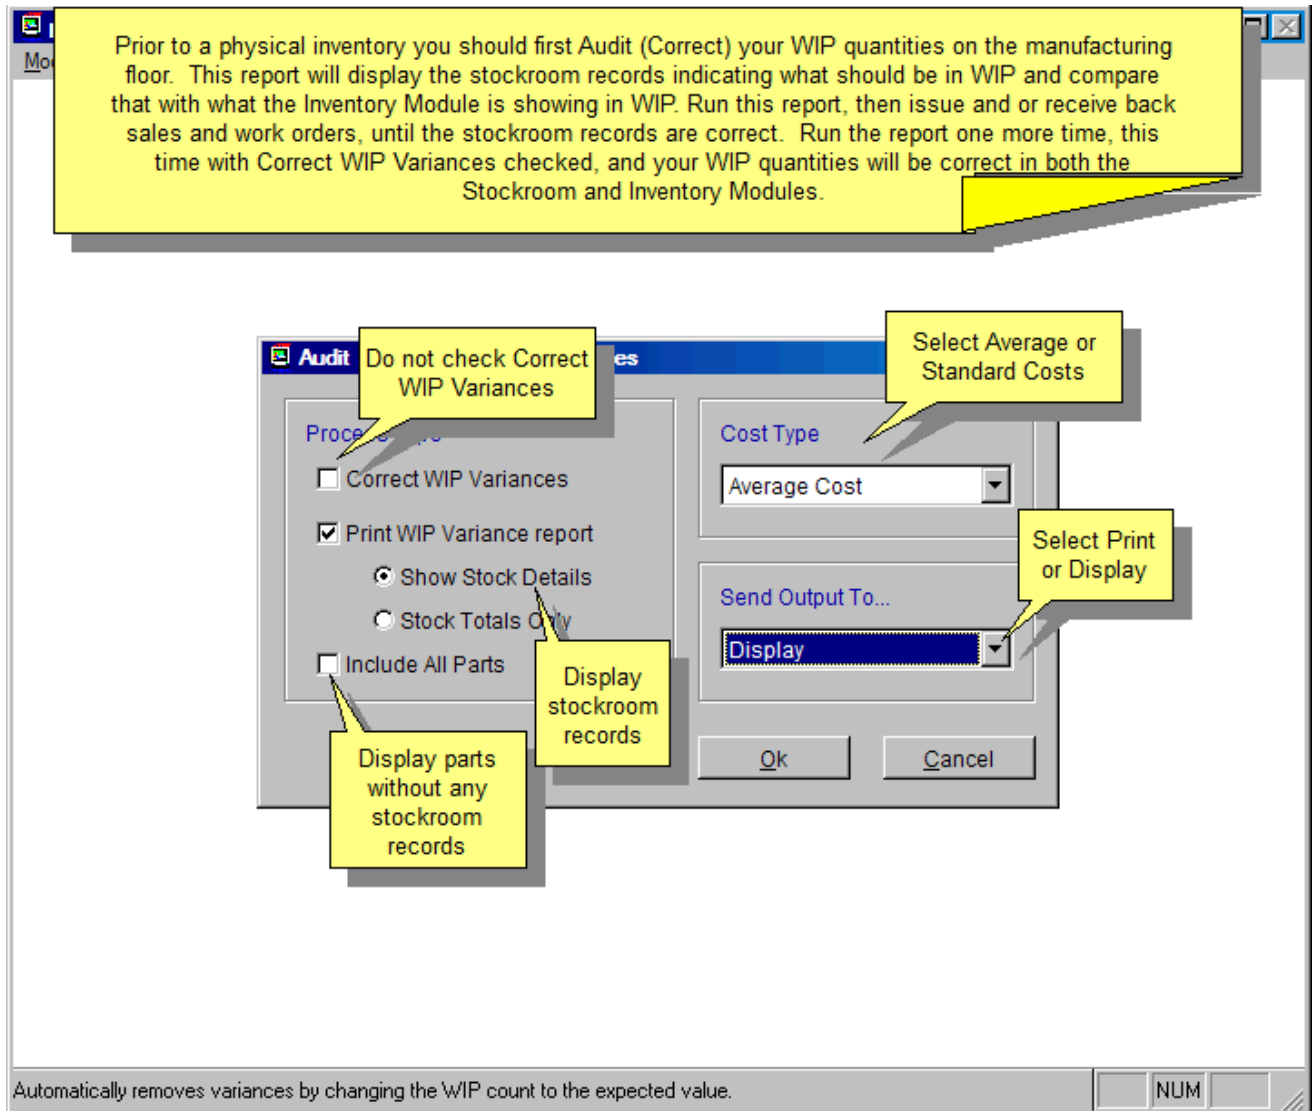 Prior to a physical inventory you should first Audit (Correct) your WIP quantities on the manufacturing
floor. This report will display the stockroom records indicating what should be in WIP and compare
that with what the Inventory Module is showing in WIP. Run this report, then issue and or receive back
sales and work orders, until the stockroom records are correct. Run the report one more time, this
time with Correct WIP Variances checked, and your WIP quantities will be correct in both the
Stockroom and Inventory Modules.
Audit
Do not check Correct
WIP Variances
Select Average or
Standard Costs
Cost Type
Correct WIP Variances
Average Cost
Print WIP Variance report
Select Print
or Display
Show Stock Details
Send Output To...
Stock Totals Only
Display
Include All Parts
Display
stockroom
records
Display parts
without any
stockroom
records
Ok
Cancel
Automatically removes variances by changing the WIP count to the expected value.
NUM